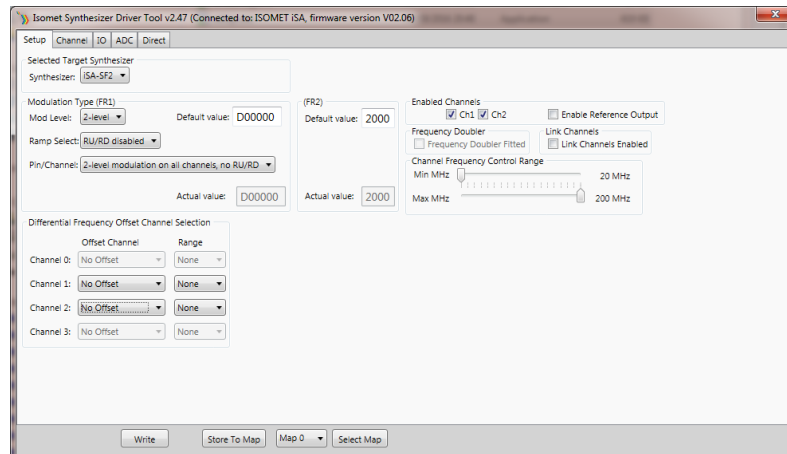 Isomet Synthesizer Driver Tool v2.47 (Connected to: ISOMET iSA, firmware version V02.06)
Setup Channel IO ADC Direct
Selected Target Synthesizer
Synthesizer: iSA-SF2
Modulation Type (FR1)
Mod Level: 2-level Default value: D00000
Ramp Select: RU/RD disabled
Pin/Channel: 2-level modulation on all channels, no RU/RD
Actual value: D00000
(FR2)
Default value: 2000
Actual value: 2000
Enabled Channels
Ch1 Ch2 Enable Reference Output
Frequency Doubler
Frequency Doubler Fitted
Link Channels
Link Channels Enabled
Channel Frequency Control Range
Min MHz 20 MHz
Max MHz 200 MHz
Differential Frequency Offset Channel Selection
Offset Channel Range
Channel 0: No Offset None
Channel 1: No Offset None
Channel 2: No Offset None
Channel 3: No Offset None
Write Store To Map Map 0 Select Map